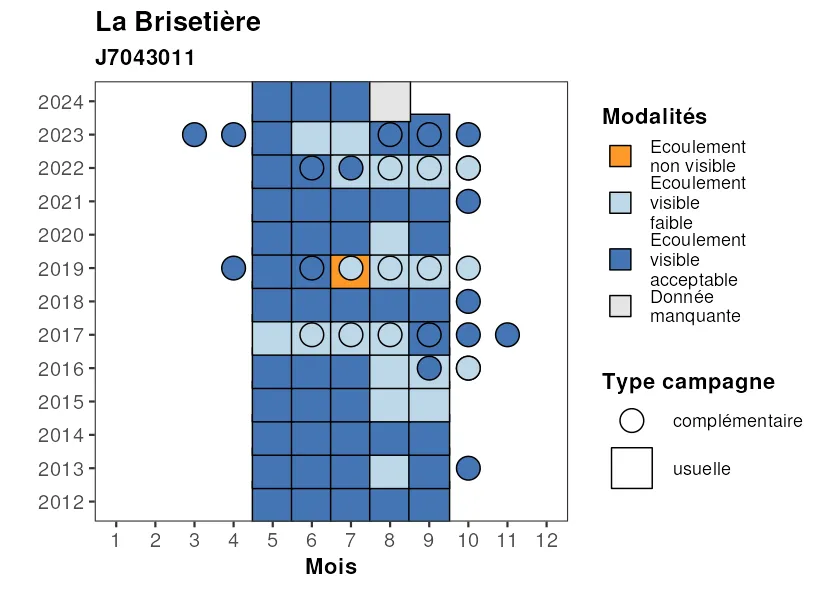 La Brisetière
J7043011
2024
2023
2022
2021
2020
2019
2018
2017
2016
2015
2014
2013
2012
1 2 3 4 5 6 7 8 9 10 11 12
Mois
Modalités
Ecoulement
non visible
Ecoulement
visible
faible
Ecoulement
visible
acceptable
Donnée
manquante
Type campagne
complémentaire
usuelle